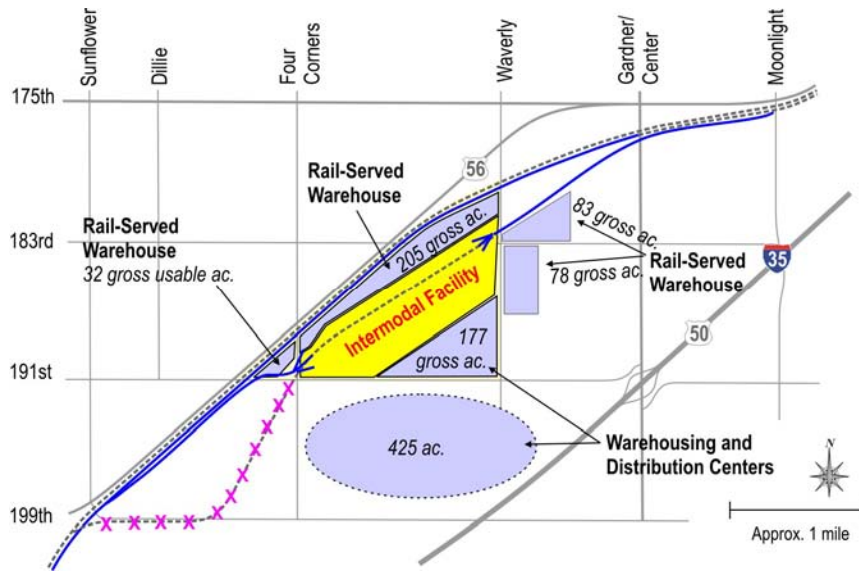 Sunflower
Dillie
Four
Corners
Waverly
Gardner/
Center
Moonlight
175th
56
Rail-Served
Warehouse
Rail-Served
Warehouse
32 gross usable ac.
205 gross ac.
83 gross ac.
183rd
78 gross ac.
Rail-Served
Warehouse
35
Intermodal Facility
50
177
gross ac.
191st
425 ac.
Warehousing and
Distribution Centers
N
199th
Approx. 1 mile